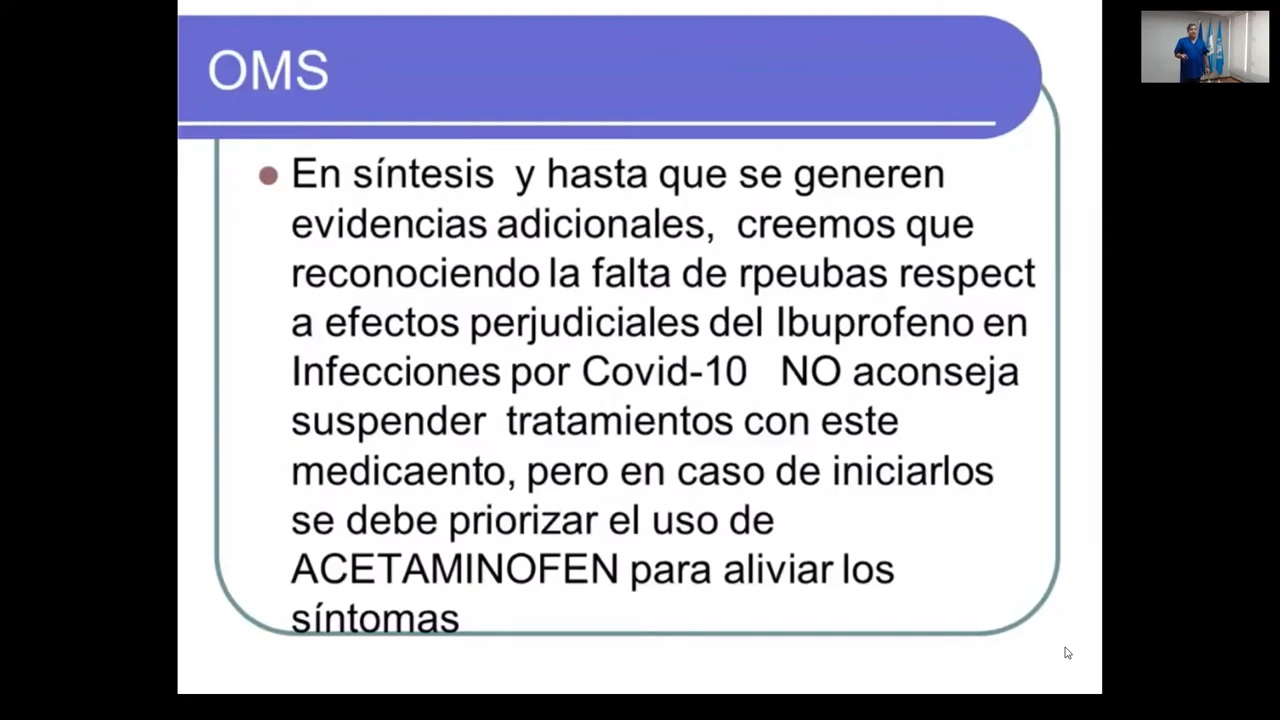 OMS
En síntesis y hasta que se generen
evidencias adicionales, creemos que
reconociendo la falta de rpeubas respect
a efectos perjudiciales del Ibuprofeno en
Infecciones por Covid-10 NO aconseja
suspender tratamientos con este
medicaento, pero en caso de iniciarlos
se debe priorizar el uso de
ACETAMINOFEN para aliviar los
síntomas